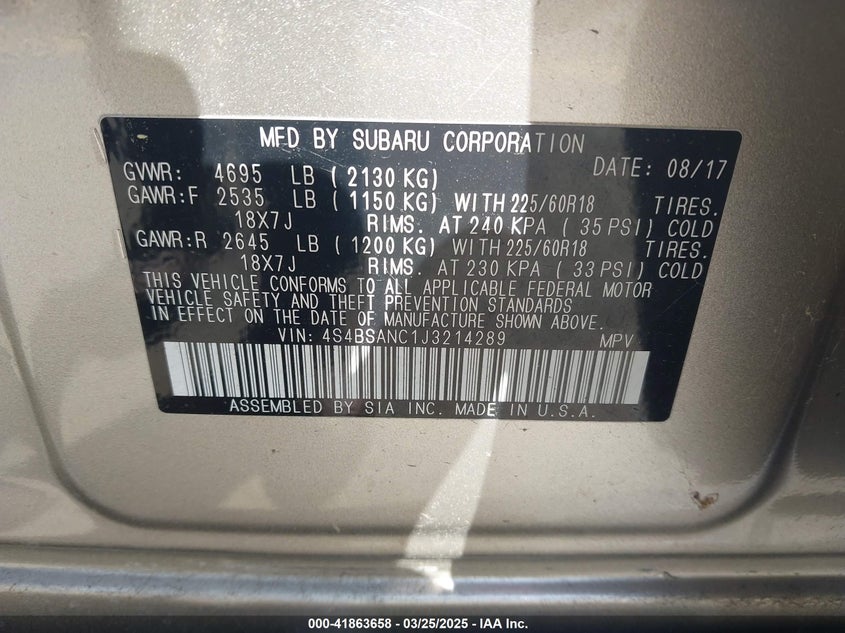 MFD BY SUBARU CORPORATION
DATE: 08/17
GVWR: 4695 LB ( 2130 KG)
GAWR:F 2535 LB ( 1150 KG) WITH 225/60R18 TIRES.
18X7J RIMS. AT 240 KPA ( 35 PSI) COLD
GAWR:R 2645 LB ( 1200 KG) WITH 225/60R18 TIRES.
18X7J RIMS. AT 230 KPA ( 33 PSI) COLD
THIS VEHICLE CONFORMS TO ALL APPLICABLE FEDERAL MOTOR
VEHICLE SAFETY AND THEFT PREVENTION STANDARDS
IN EFFECT ON THE DATE OF MANUFACTURE SHOWN ABOVE.
VIN: 4S4BSANC1J3214289 MPV
ASSEMBLED BY SIA INC. MADE IN U.S.A.
000-41863658 - 03/25/2025 - IAA Inc.